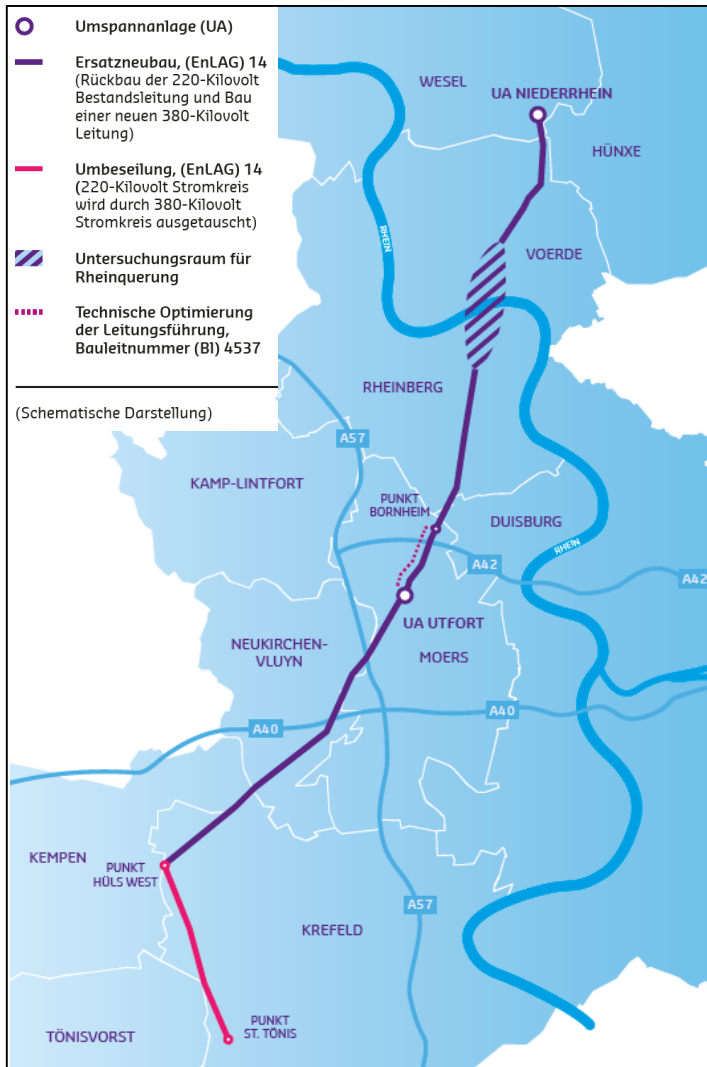 Umspannanlage (UA)
Ersatzneubau, (EnLAG) 14
(Rückbau der 220-Kilovolt
Bestandsleitung und Bau
einer neuen 380-Kilovolt
Leitung)
Umbeseilung, (EnLAG) 14
(220-Kilovolt Stromkreis
wird durch 380-Kilovolt
Stromkreis ausgetauscht)
Untersuchungsraum für
Rheinquerung
Technische Optimierung
der Leitungsführung,
Bauleitnummer (Bl) 4537
(Schematische Darstellung)
WESEL
UA NIEDERRHEIN
HÜNXE
RHEIN
VOERDE
RHEINBERG
A57
KAMP-LINTFORT
PUNKT
BORNHEIM
DUISBURG
RHEIN
A42
A42
UA UTFORT
NEUKIRCHEN-
VLUYN
MOERS
A40
A40
KEMPEN
PUNKT
HÜLS WEST
A57
KREFELD
PUNKT
ST. TÖNIS
TÖNISVORST